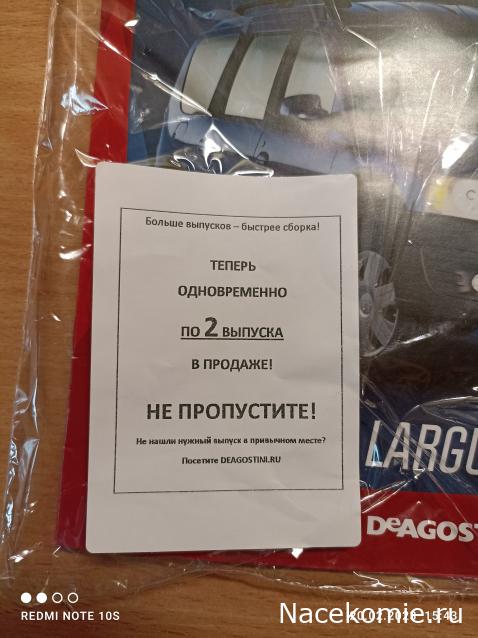 Больше выпусков – быстрее сборка!
ТЕПЕРЬ
ОДНОВРЕМЕННО
ПО 2 ВЫПУСКА
В ПРОДАЖЕ!
НЕ ПРОПУСТИТЕ!
Не нашли нужный выпуск в привычном месте?
Посетите DEAGOSTINI.RU
LARGU
DeAGOST
REDMI NOTE 10S
Nacekomie.ru